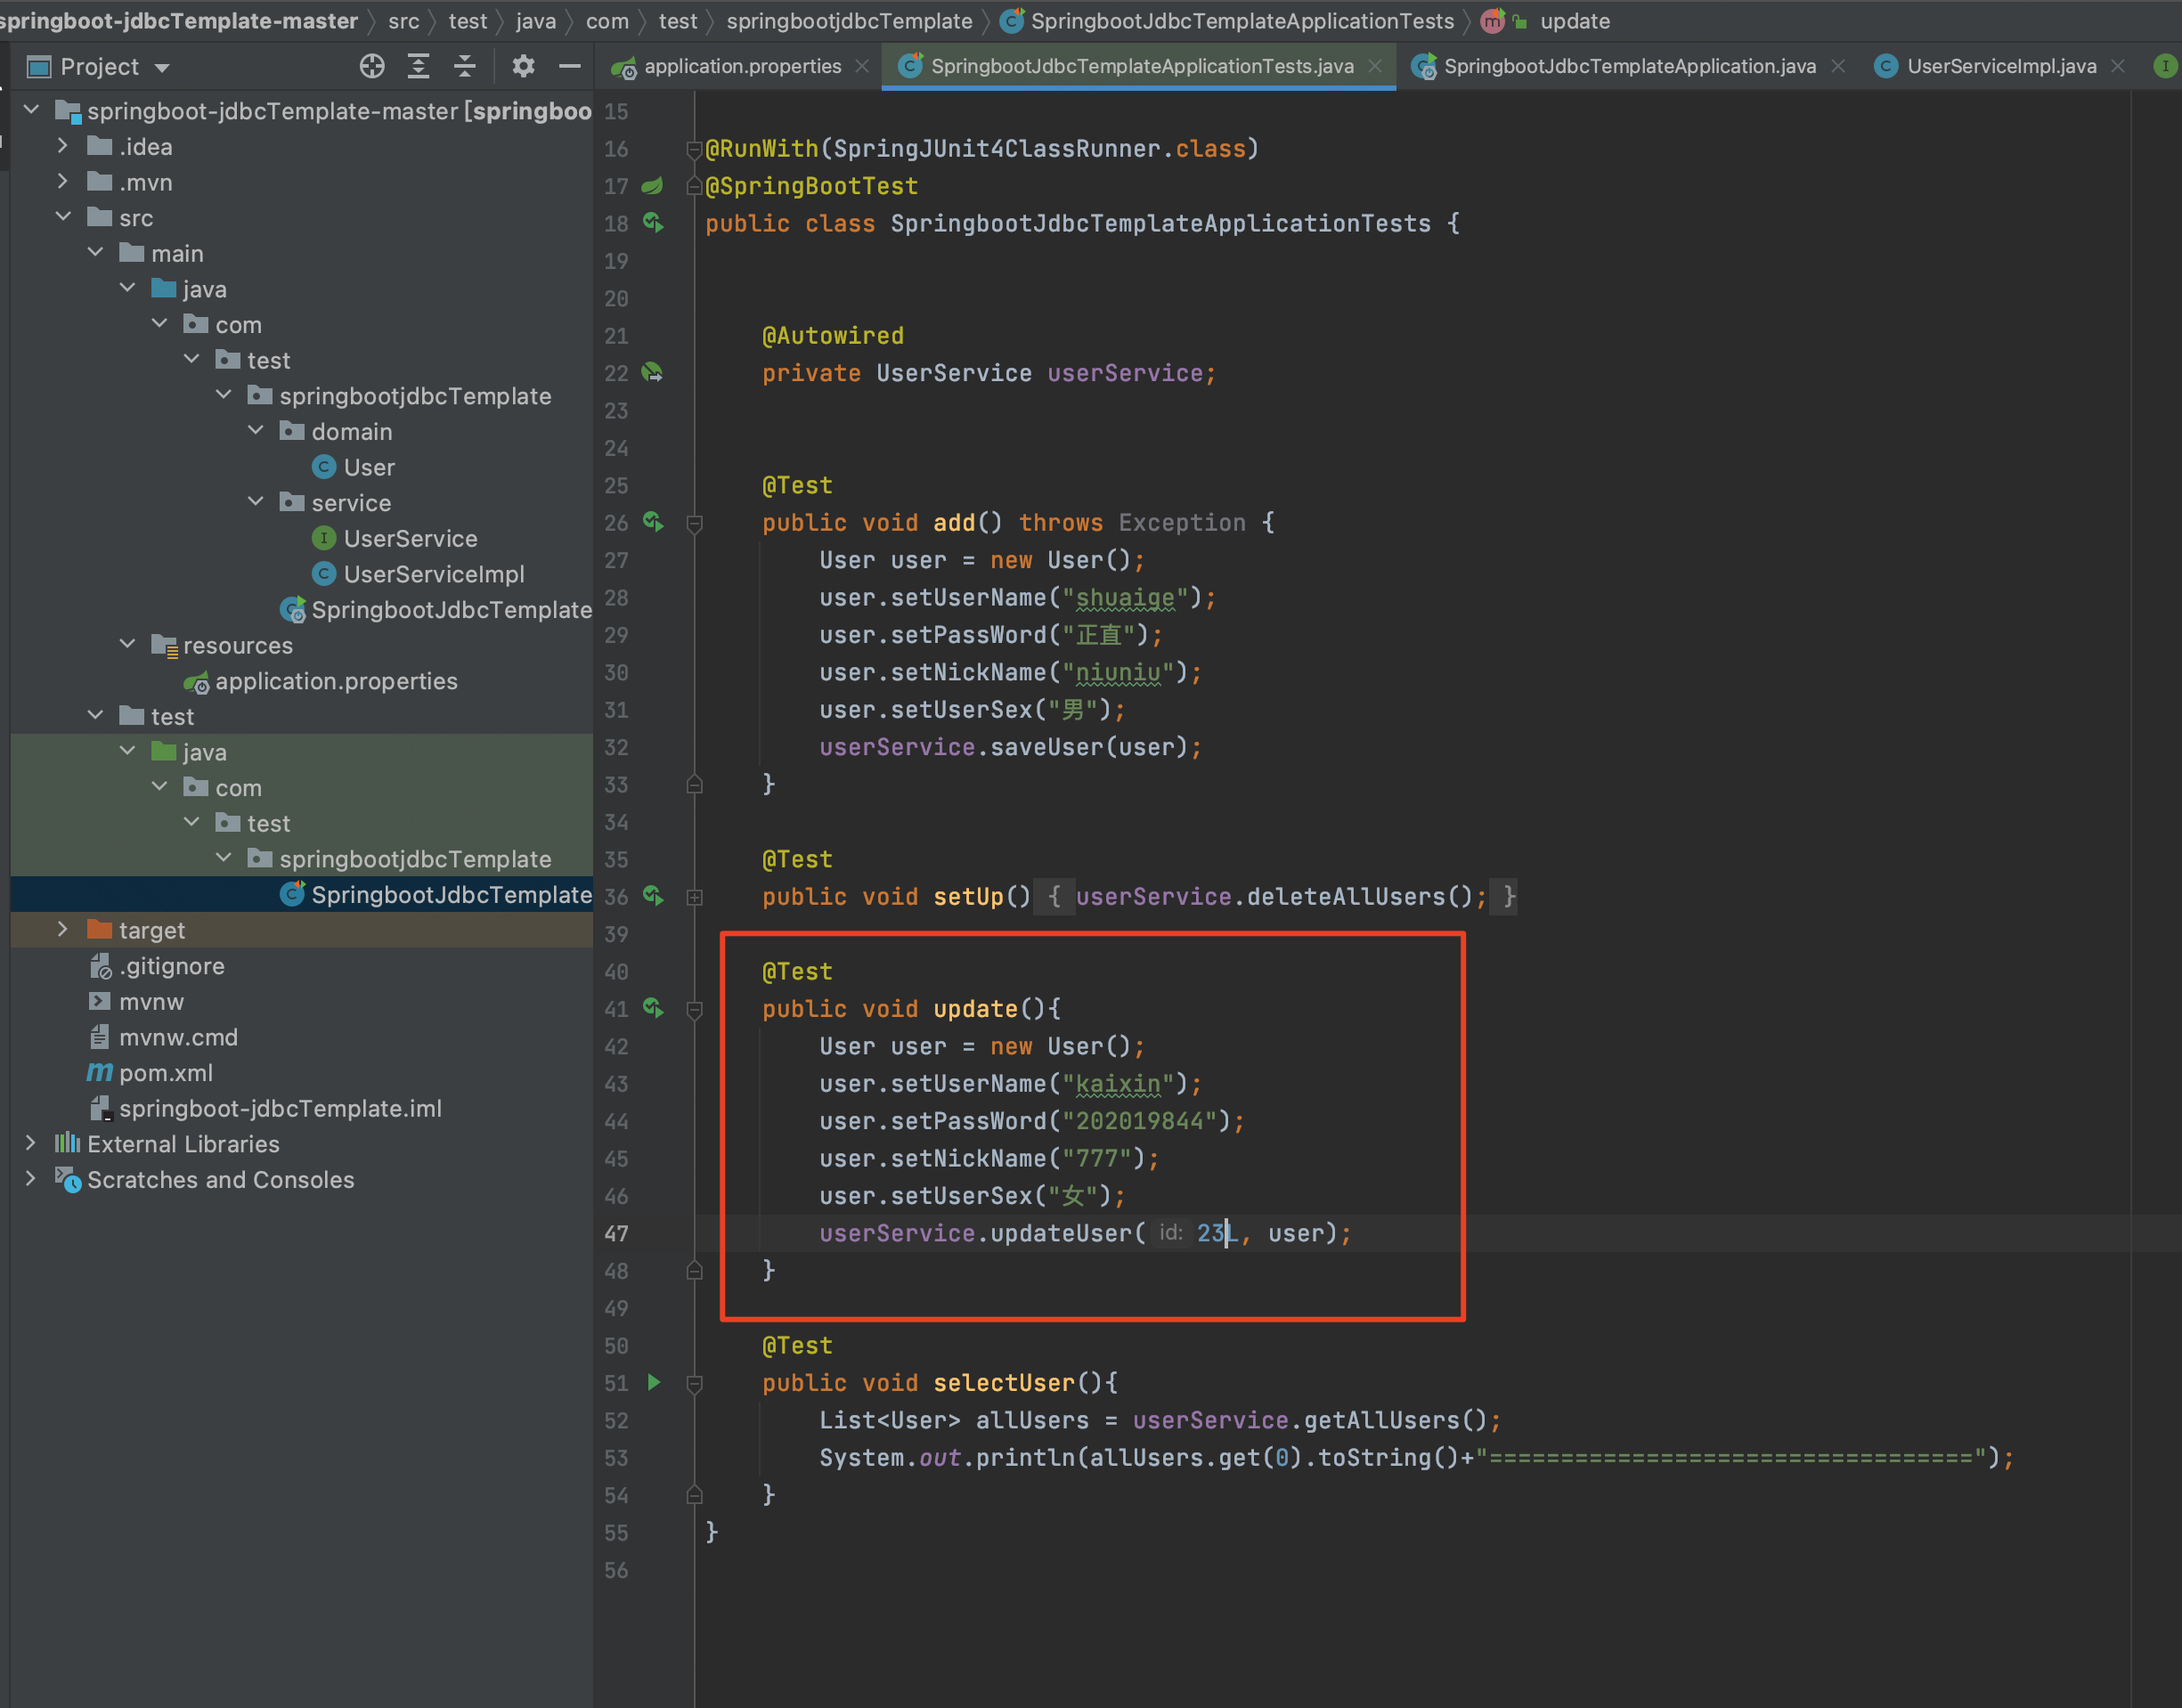 springboot-jdbcTemplate-master src test java com test springbootjdbcTemplate SpringbootJdbcTemplateApplicationTests update
Project
application.properties SpringbootJdbcTemplateApplicationTests.java SpringbootJdbcTemplateApplication.java UserServiceImpl.java
springboot-jdbcTemplate-master [springboo
.idea
.mvn
src
main
java
com
test
springbootjdbcTemplate
domain
User
service
UserService
UserServiceImpl
SpringbootJdbcTemplate
resources
application.properties
test
java
com
test
springbootjdbcTemplate
SpringbootJdbcTemplate
target
.gitignore
mvnw
mvnw.cmd
pom.xml
springboot-jdbcTemplate.iml
External Libraries
Scratches and Consoles
15
16 @RunWith(SpringJUnit4ClassRunner.class)
17 @SpringBootTest
18 public class SpringbootJdbcTemplateApplicationTests {
19
20
21 @Autowired
22 private UserService userService;
23
24
25 @Test
26 public void add() throws Exception {
27 User user = new User();
28 user.setUserName("shuaige");
29 user.setPassWord("正直");
30 user.setNickName("niuniu");
31 user.setUserSex("男");
32 userService.saveUser(user);
33 }
34
35 @Test
36 public void setUp() { userService.deleteAllUsers(); }
39
40 @Test
41 public void update(){
42 User user = new User();
43 user.setUserName("kaixin");
44 user.setPassWord("202019844");
45 user.setNickName("777");
46 user.setUserSex("女");
47 userService.updateUser( id: 23L, user);
48 }
49
50 @Test
51 public void selectUser(){
52 List<User> allUsers = userService.getAllUsers();
53 System.out.println(allUsers.get(0).toString()+"==================================");
54 }
55 }
56